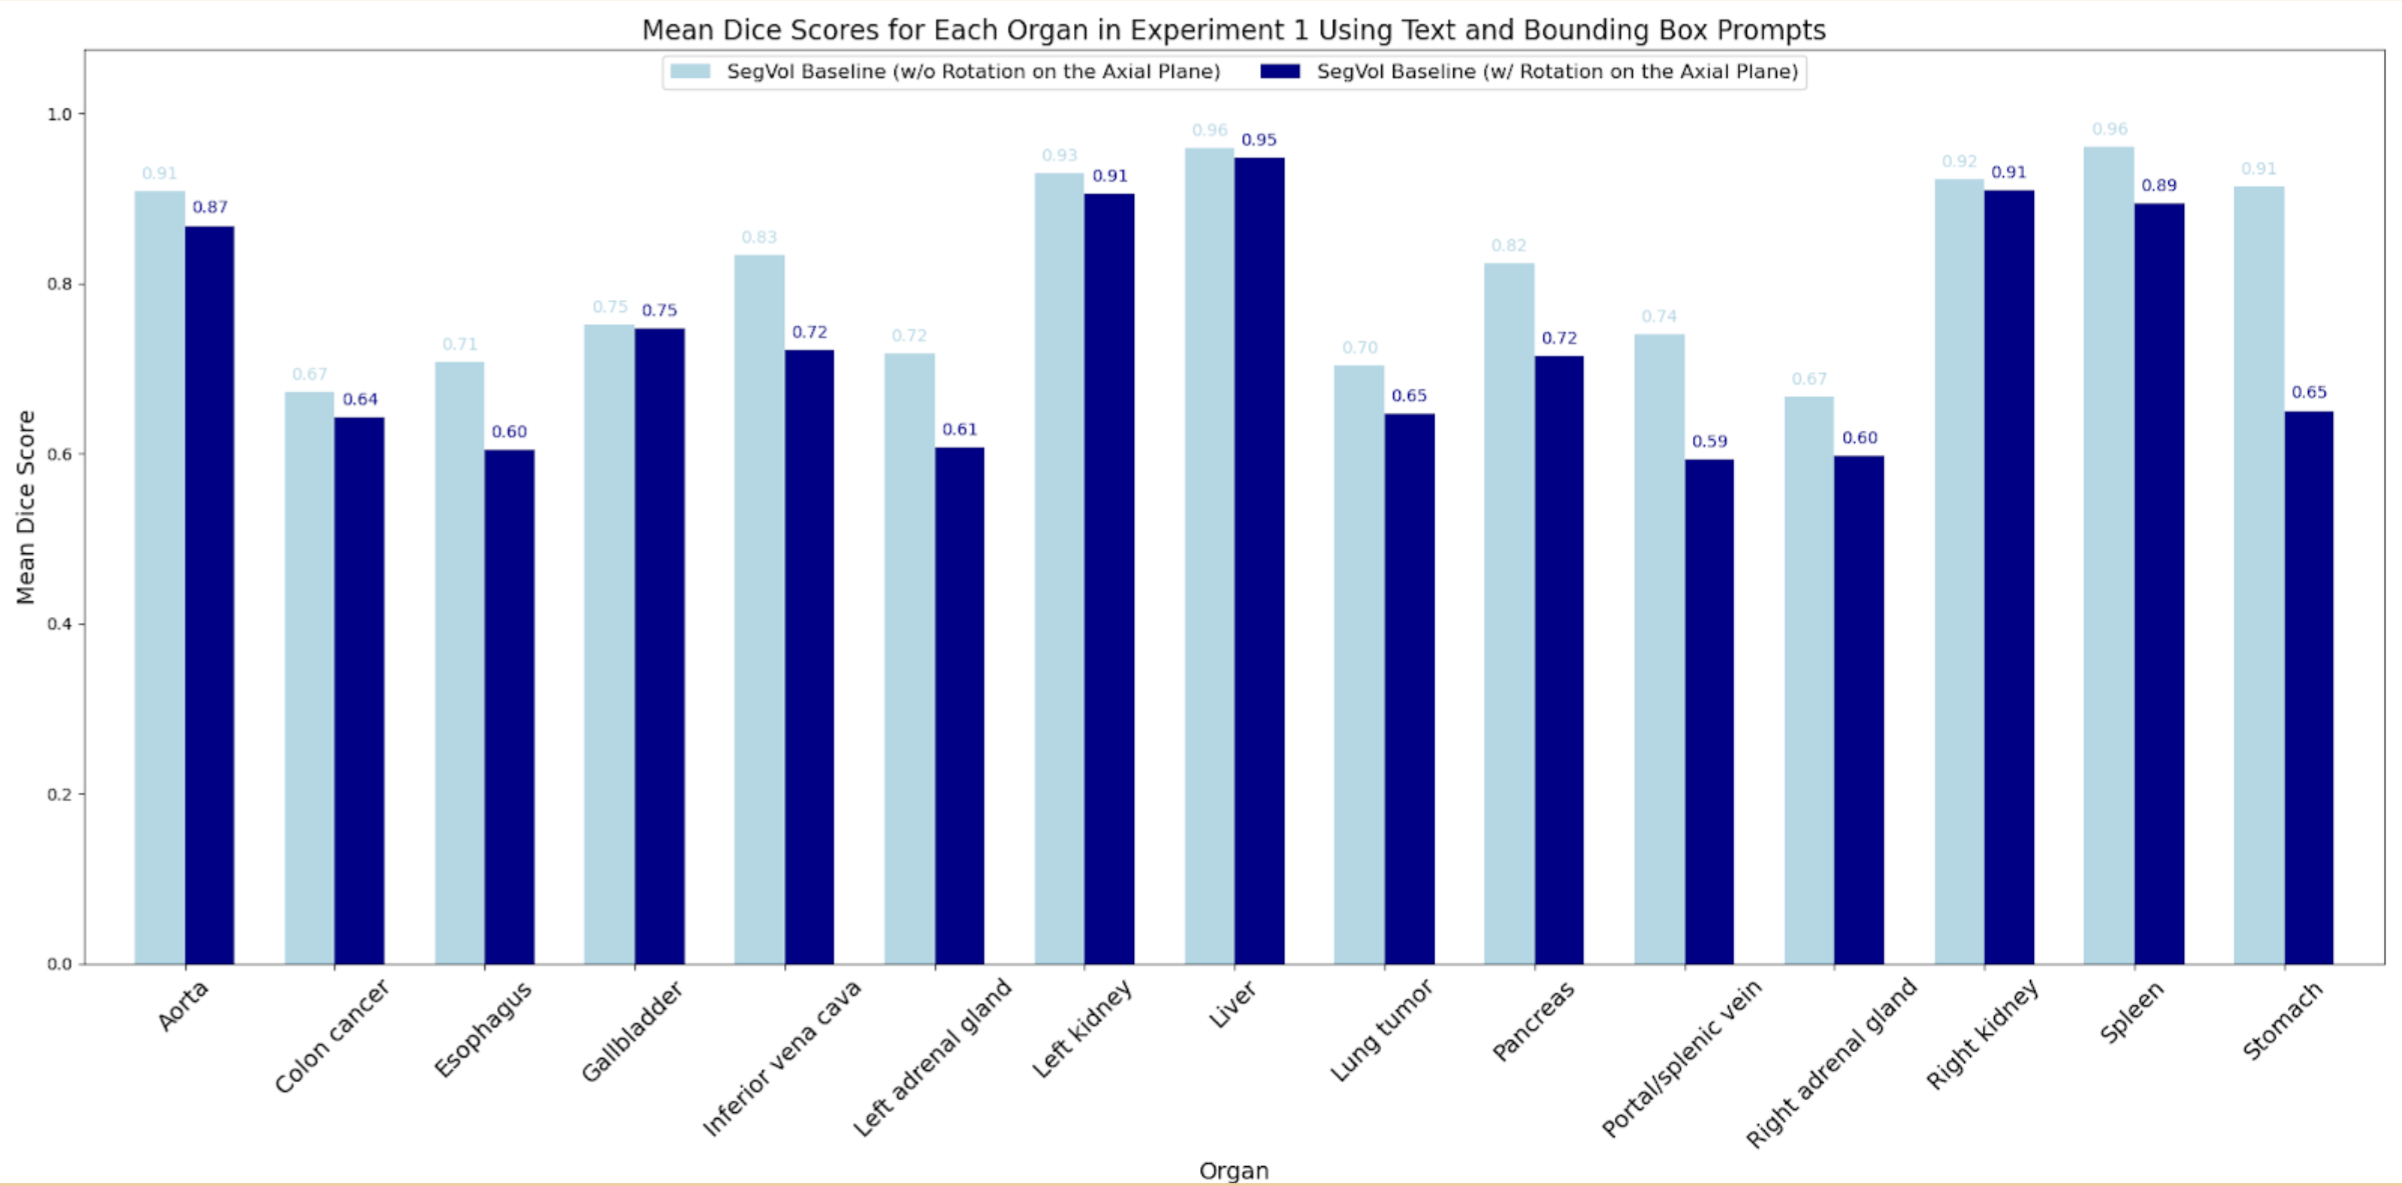 Mean Dice Scores for Each Organ in Experiment 1 Using Text and Bounding Box Prompts
SegVol Baseline (w/o Rotation on the Axial Plane) SegVol Baseline (w/ Rotation on the Axial Plane)
Mean Dice Score
1.0
0.8
0.6
0.4
0.2
0.0
0.91 0.87
0.67 0.64
0.71 0.60
0.75 0.75
0.83 0.72
0.72 0.61
0.93 0.91
0.96 0.95
0.70 0.65
0.82 0.72
0.74 0.59
0.67 0.60
0.92 0.91
0.96 0.89
0.91 0.65
Aorta
Colon cancer
Esophagus
Gallbladder
Inferior vena cava
Left adrenal gland
Left kidney
Liver
Lung tumor
Pancreas
Portal/splenic vein
Right adrenal gland
Right kidney
Spleen
Stomach
Organ